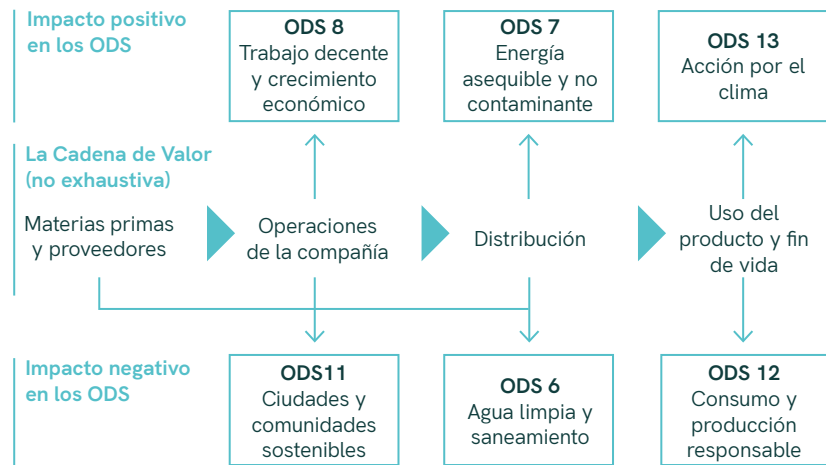 Impacto positivo
en los ODS
ODS 8
Trabajo decente
y crecimiento
económico
ODS 7
Energía
asequible y no
contaminante
ODS 13
Acción por el
clima
La Cadena de Valor
(no exhaustiva)
Materias primas
y proveedores
Operaciones
de la compañía
Distribución
Uso del
producto y fin
de vida
Impacto negativo
en los ODS
ODS11
Ciudades y
comunidades
sostenibles
ODS 6
Agua limpia y
saneamiento
ODS 12
Consumo y
producción
responsable